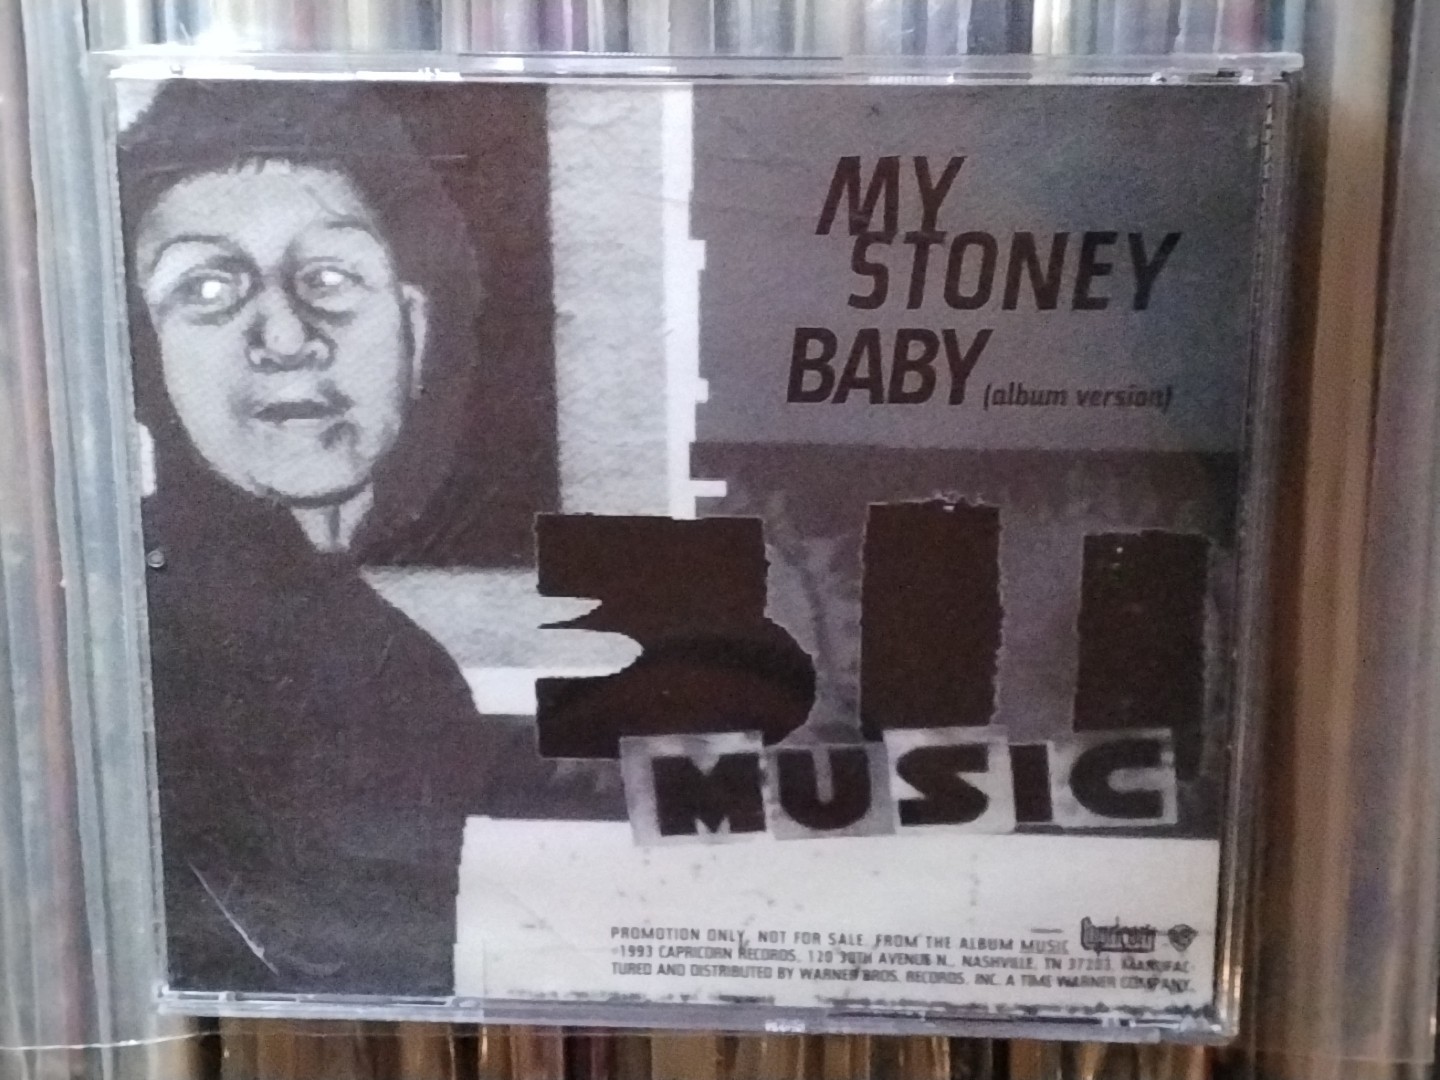 MY
STONEY
BABY (album version)
311
MUSIC
PROMOTION ONLY, NOT FOR SALE. FROM THE ALBUM MUSIC capricorn
©1993 CAPRICORN RECORDS, 120 30TH AVENUE N., NASHVILLE, TN 37203. MANUFAC-
TURED AND DISTRIBUTED BY WARNER BROS. RECORDS, INC. A TIME WARNER COMPANY.